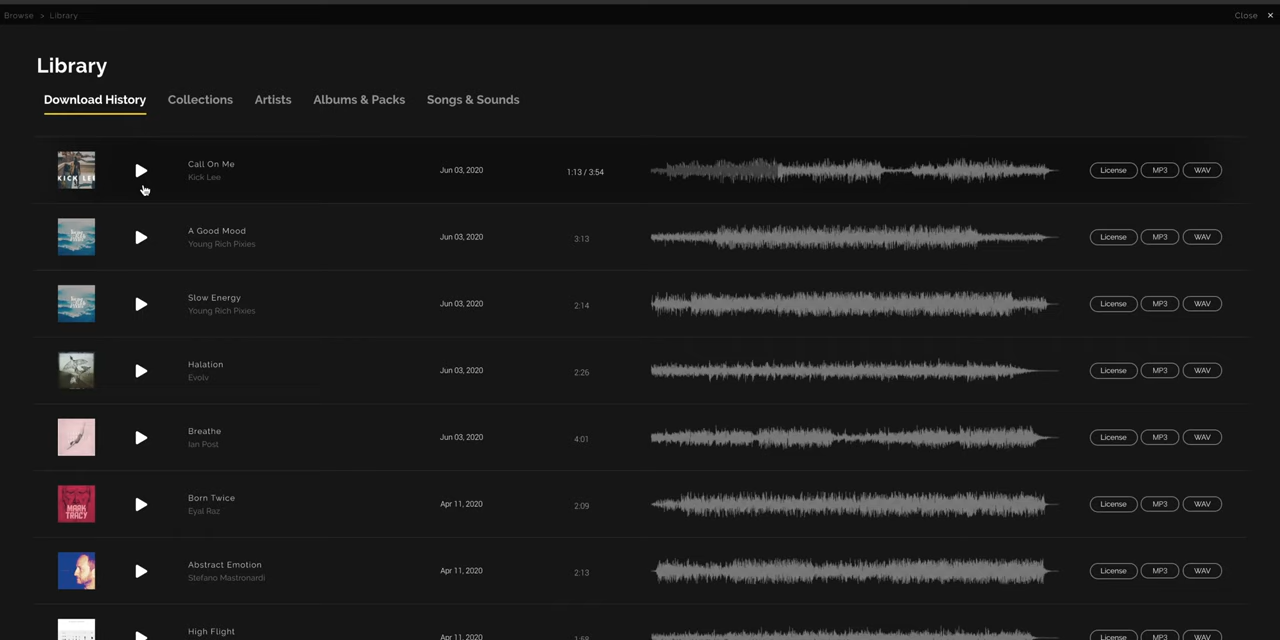 Browse > Library
Close ×
Library
Download History Collections Artists Albums & Packs Songs & Sounds
KICK LEE
Call On Me
Kick Lee
Jun 03, 2020
1:13 / 3:54
License MP3 WAV
A Good Mood
Young Rich Pixies
Jun 03, 2020
3:13
License MP3 WAV
Slow Energy
Young Rich Pixies
Jun 03, 2020
2:14
License MP3 WAV
Halation
Evolv
Jun 03, 2020
2:26
License MP3 WAV
Breathe
Ian Post
Jun 03, 2020
4:01
License MP3 WAV
MARK
TRACY
Born Twice
Eyal Raz
Apr 11, 2020
2:09
License MP3 WAV
Abstract Emotion
Stefano Mastronardi
Apr 11, 2020
2:13
License MP3 WAV
High Flight
Apr 11, 2020
1:58
License MP3 WAV